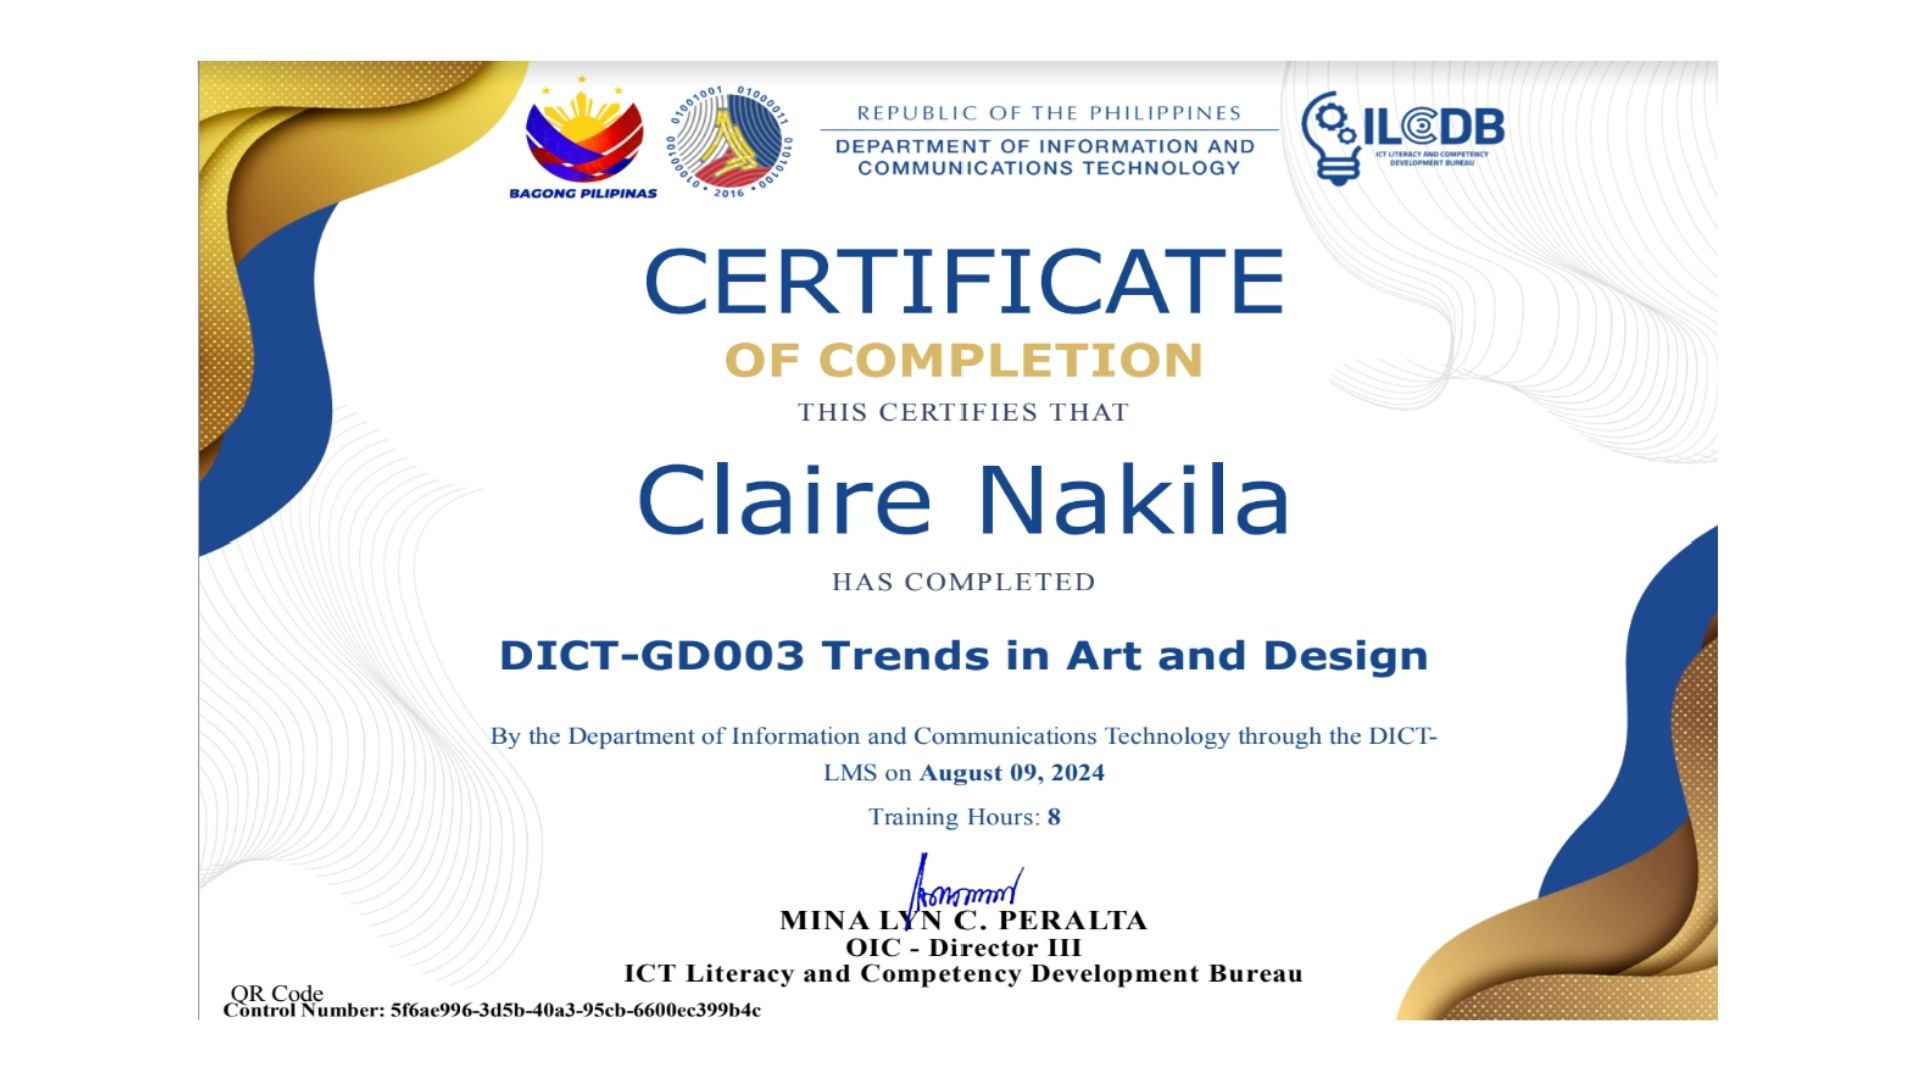 BAGONG PILIPINAS
01000100 01001001 01000011 01010100 • 2016 •
REPUBLIC OF THE PHILIPPINES
DEPARTMENT OF INFORMATION AND
COMMUNICATIONS TECHNOLOGY
ILCDB
ICT LITERACY AND COMPETENCY
DEVELOPMENT BUREAU
CERTIFICATE
OF COMPLETION
THIS CERTIFIES THAT
Claire Nakila
HAS COMPLETED
DICT-GD003 Trends in Art and Design
By the Department of Information and Communications Technology through the DICT-
LMS on August 09, 2024
Training Hours: 8
MINA LYN C. PERALTA
OIC - Director III
ICT Literacy and Competency Development Bureau
QR Code
Control Number: 5f6ae996-3d5b-40a3-95cb-6600ec399b4c